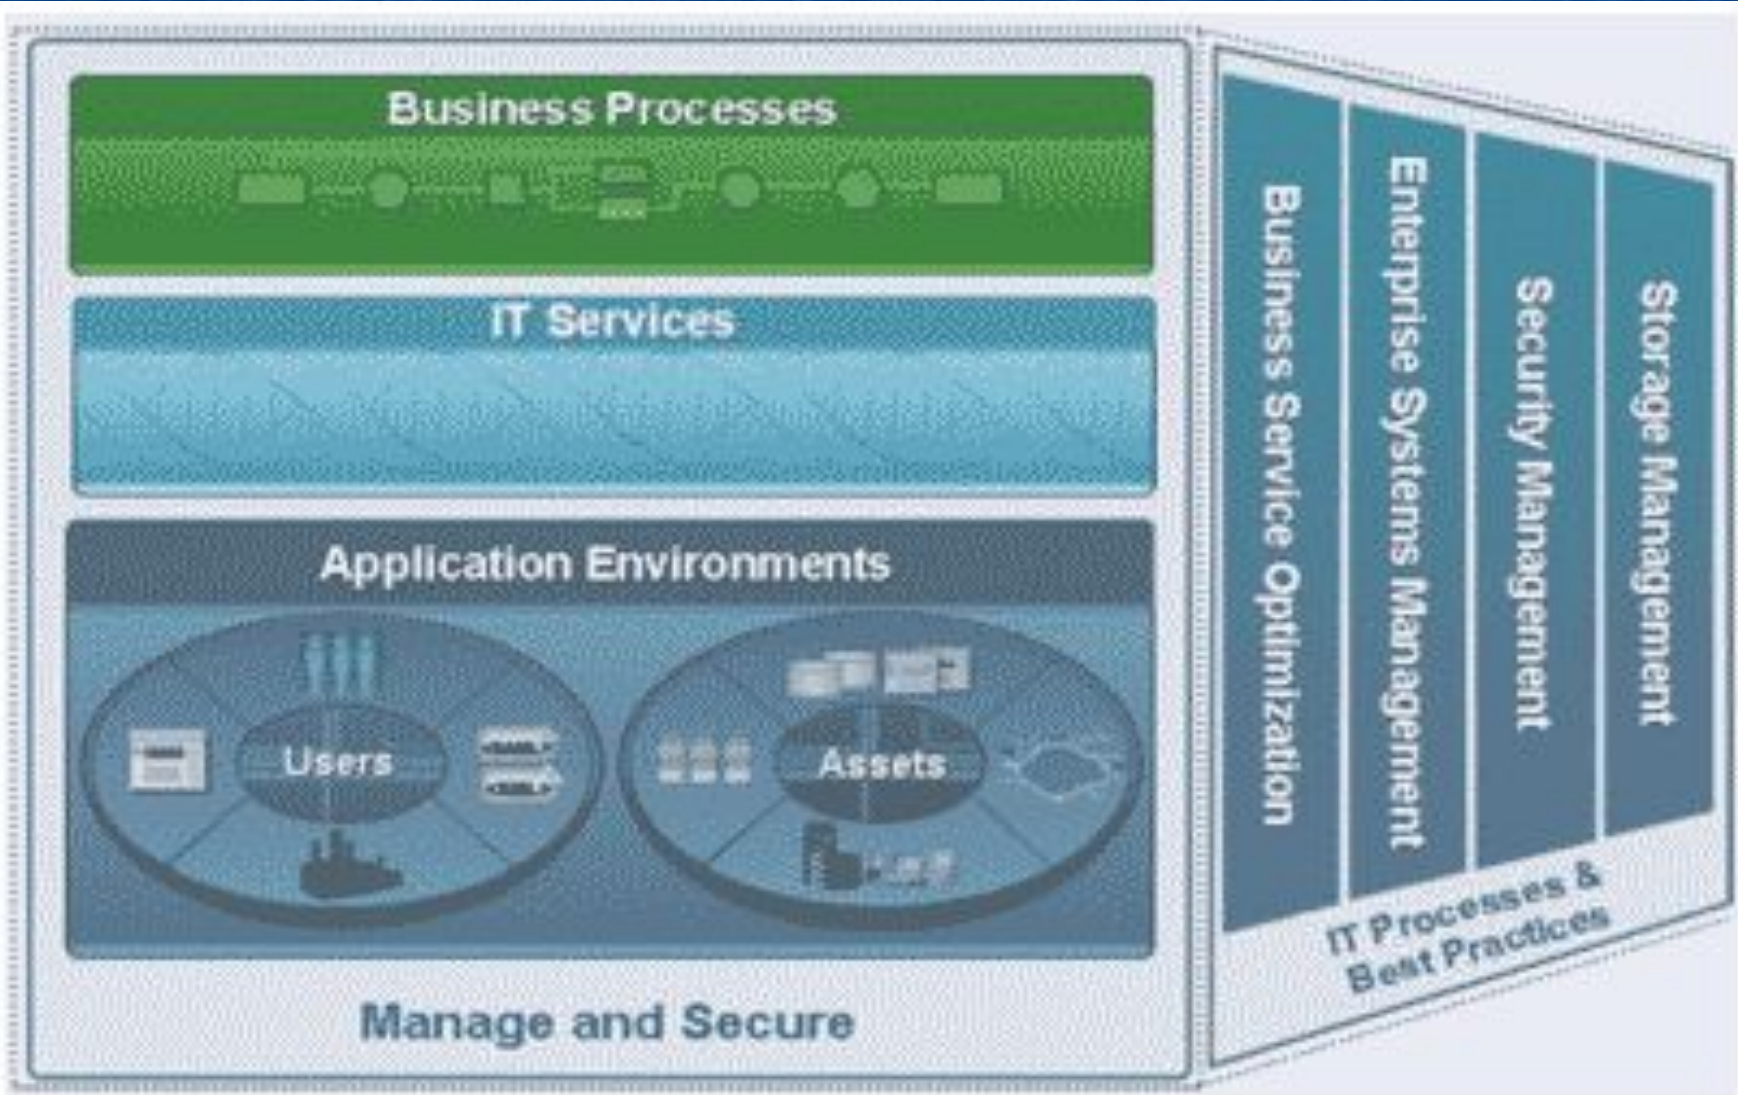 Business Processes
IT Services
Application Environments
Users
Assets
Manage and Secure
Business Service Optimization
Enterprise Systems Management
Security Management
Storage Management
IT Processes &
Best Practices